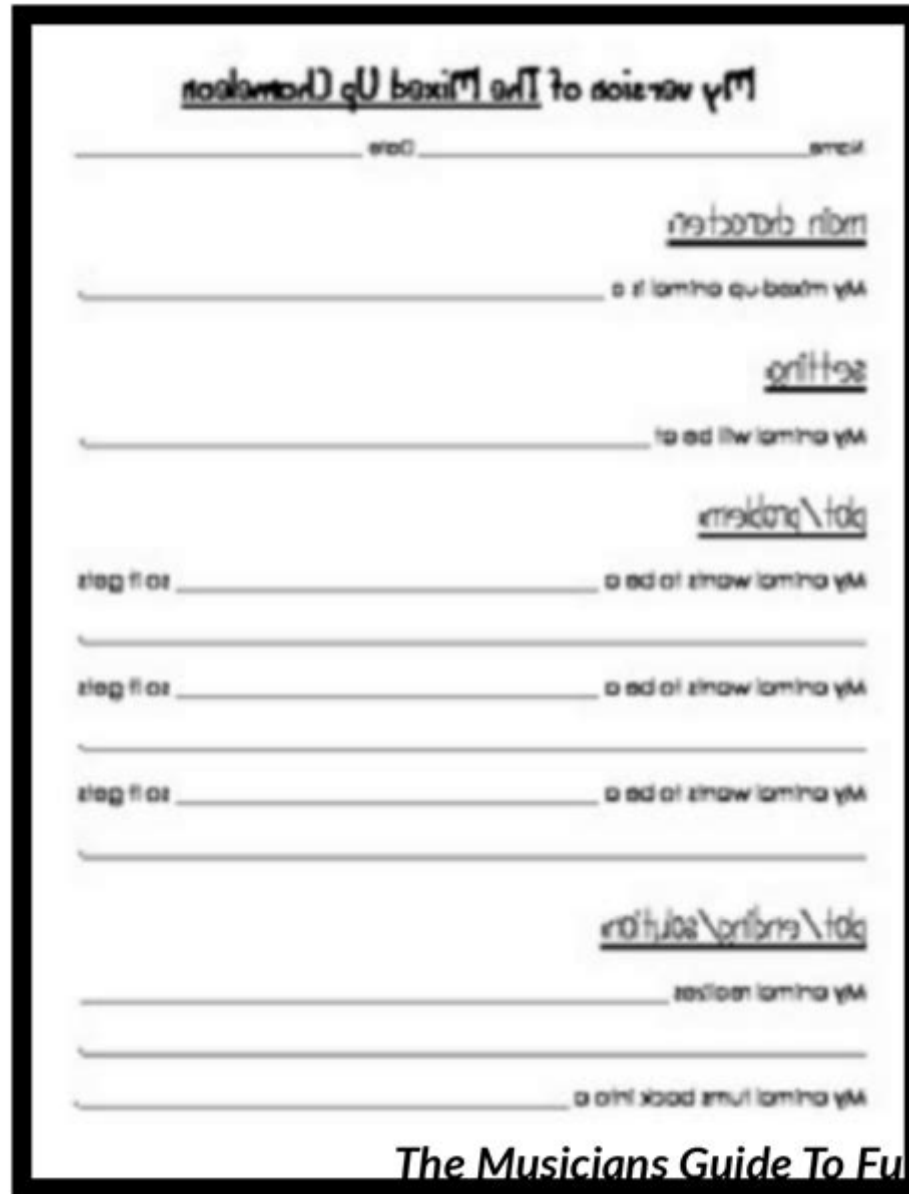 My version of The Mixed Up Chameleon
Name Date
main character:
My mixed-up animal is a .
setting:
My animal will be at .
plot/problem:
My animal wants to be a so it gets
.
My animal wants to be a so it gets
.
My animal wants to be a so it gets
.
plot/ending/solution:
My animal realizes
.
My animal turns back into a .
The Musicians Guide To Fu